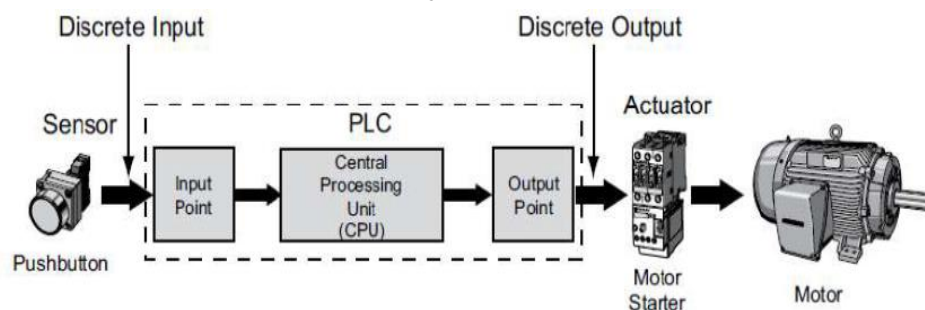 Discrete Input
Discrete Output
Sensor
PLC
Actuator
Input
Point
Central
Processing
Unit
(CPU)
Output
Point
Pushbutton
Motor
Starter
Motor